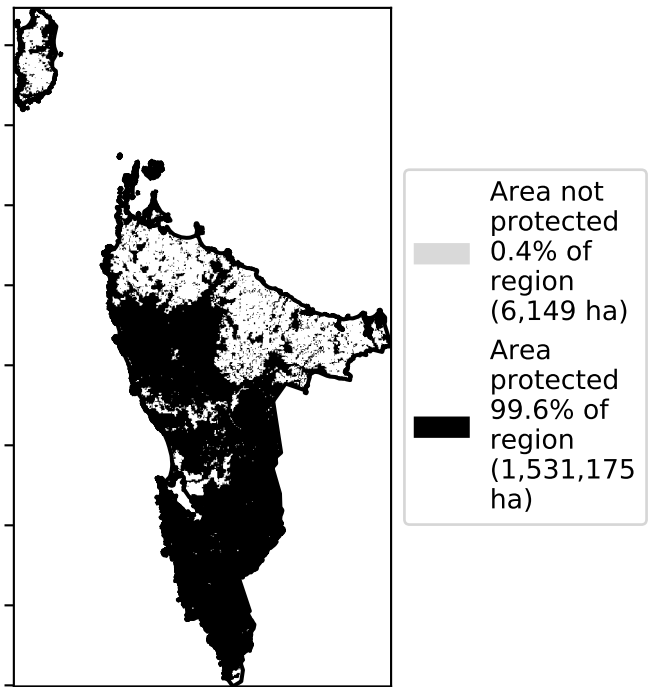 Area not
protected
0.4% of
region
(6,149 ha)
Area
protected
99.6% of
region
(1,531,175
ha)